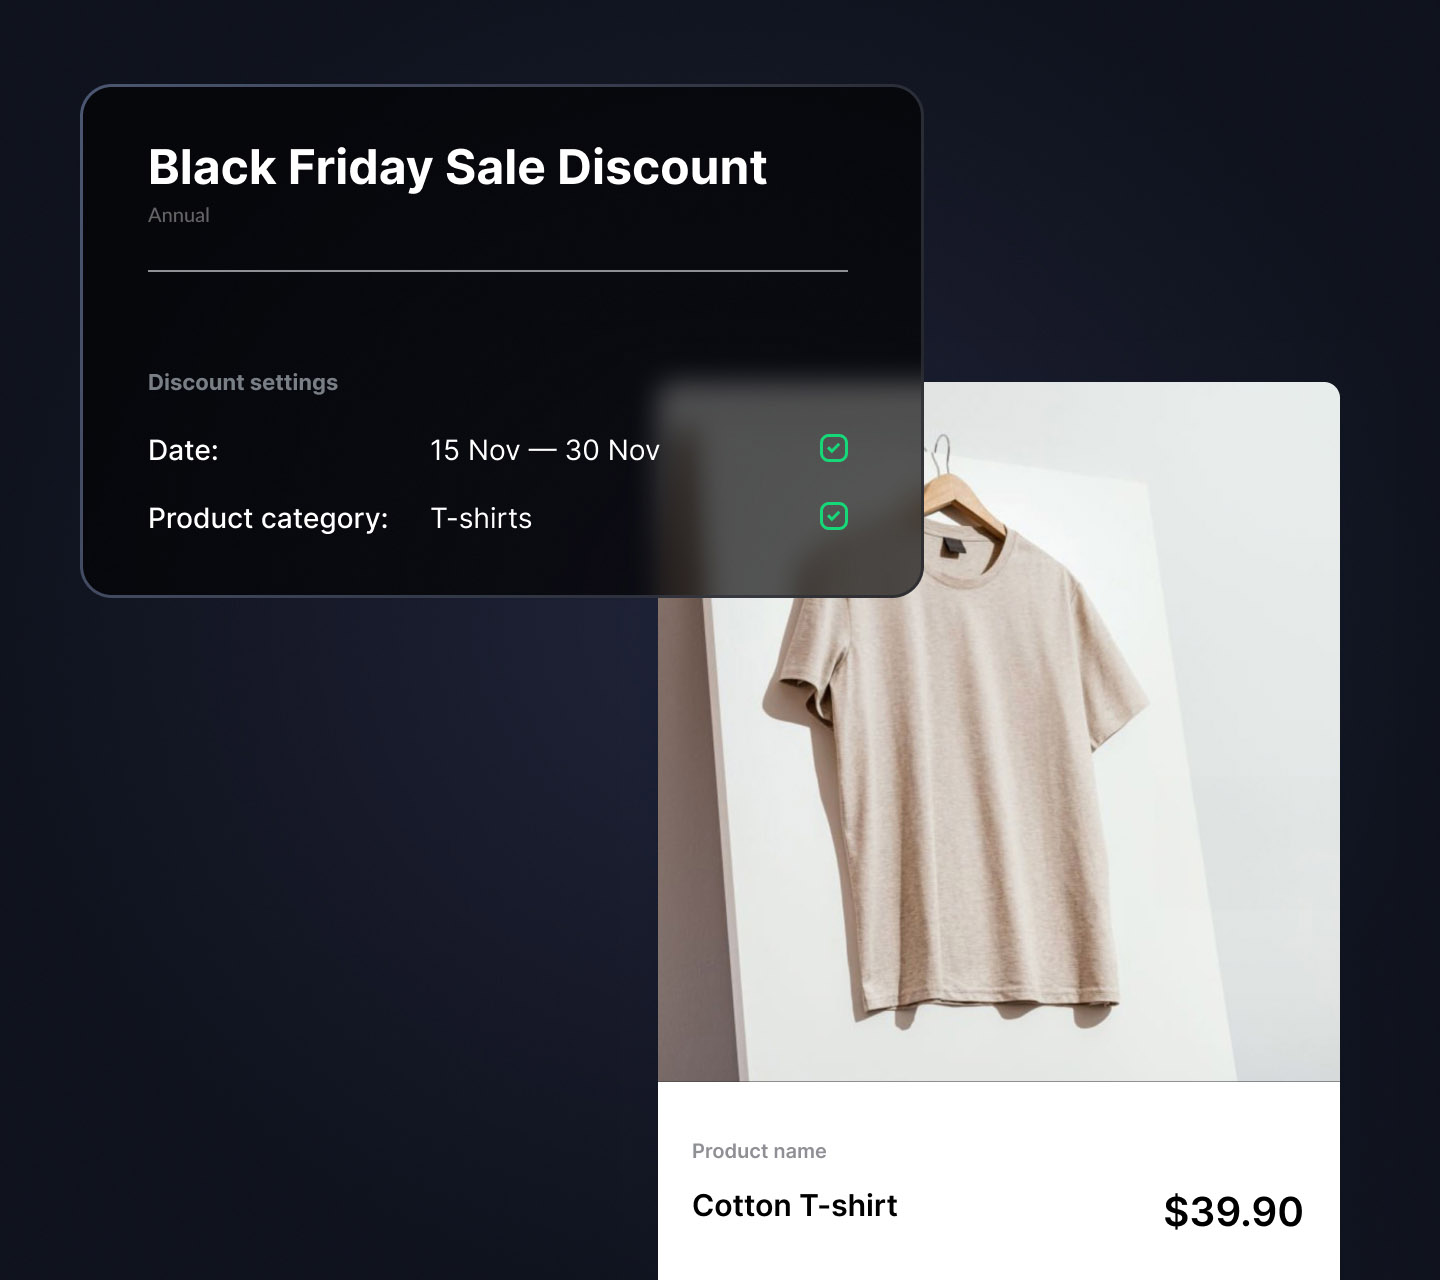 Black Friday Sale Discount
Annual
Discount settings
Date: 15 Nov — 30 Nov
Product category: T-shirts
Product name
Cotton T-shirt $39.90